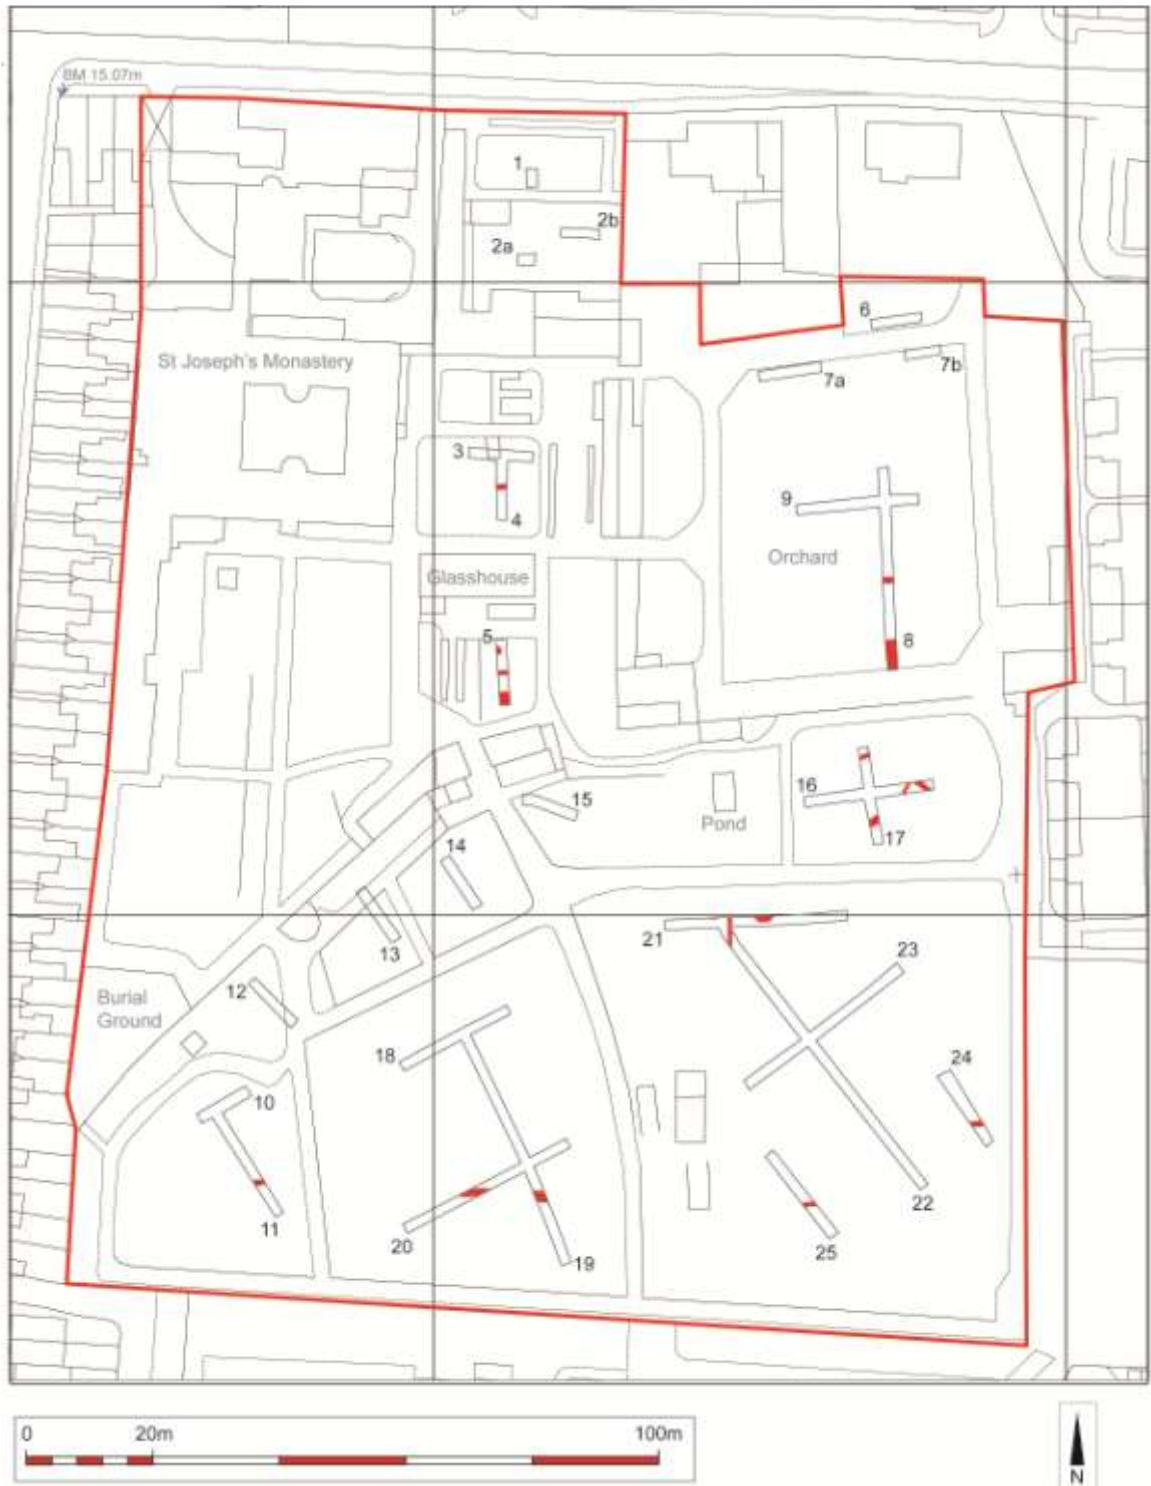 BM 15.07m
1
2b
2a
6
7b
7a
St Joseph's Monastery
3
4
9
Orchard
Glasshouse
5
8
16
15
Pond
17
14
21
13
23
12
Burial
Ground
18
24
10
11
20
19
22
25
0 20m 100m
N